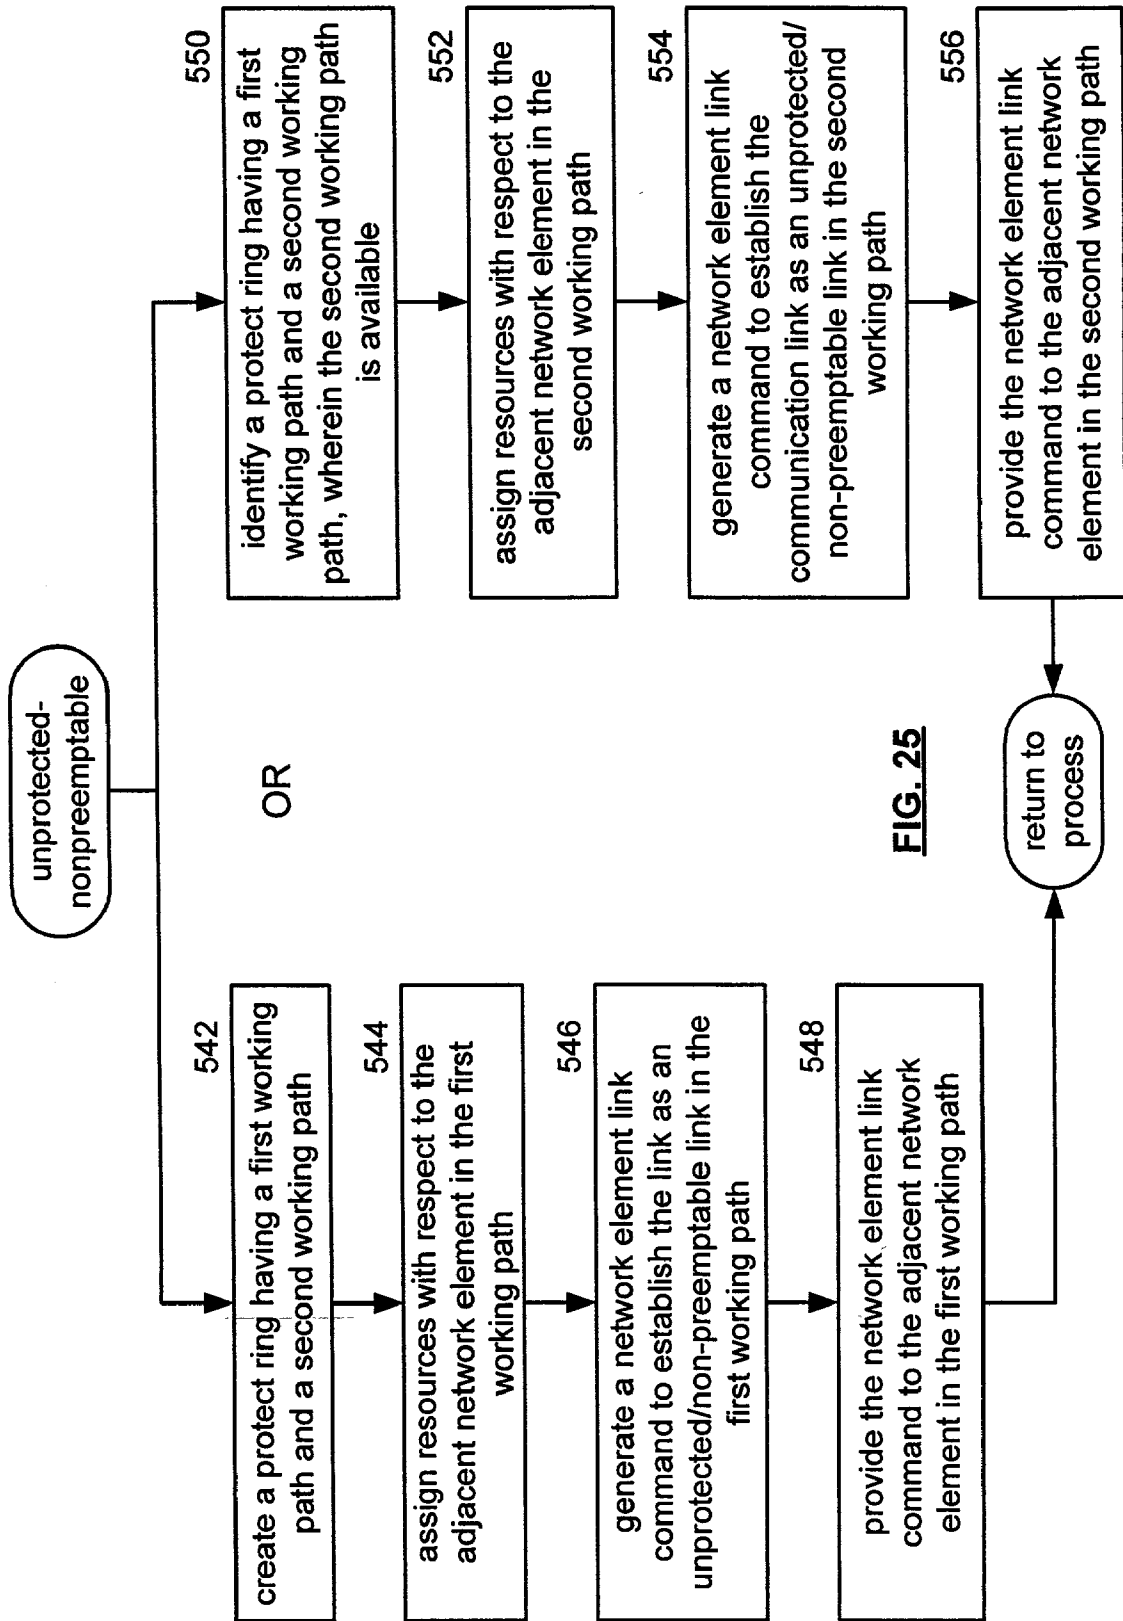 unprotected-
nonpreemptable
OR
542
create a protect ring having a first working
path and a second working path
544
assign resources with respect to the
adjacent network element in the first
working path
546
generate a network element link
command to establish the link as an
unprotected/non-preemptable link in the
first working path
548
provide the network element link
command to the adjacent network
element in the first working path
550
identify a protect ring having a first
working path and a second working
path, wherein the second working path
is available
552
assign resources with respect to the
adjacent network element in the
second working path
554
generate a network element link
command to establish the
communication link as an unprotected/
non-preemptable link in the second
working path
556
provide the network element link
command to the adjacent network
element in the second working path
return to
process
FIG. 25